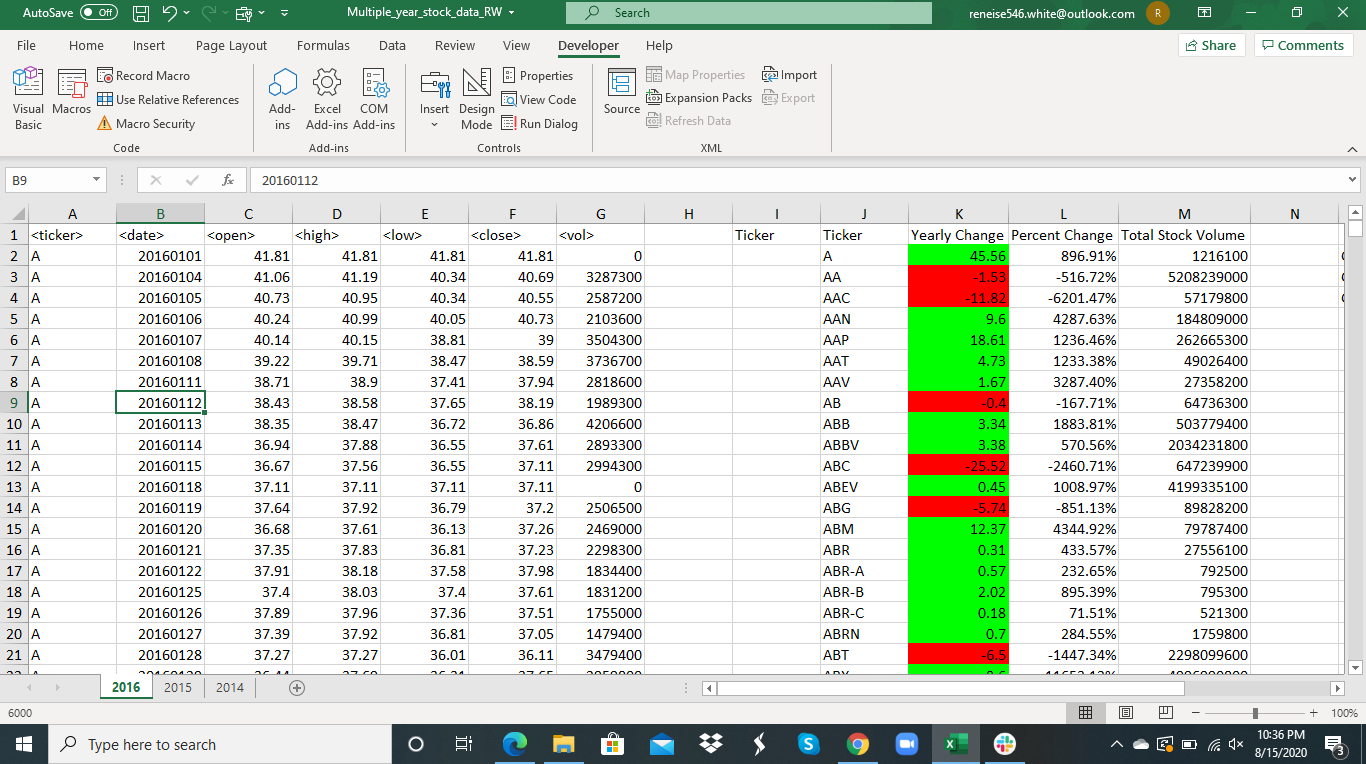 AutoSave Off Multiple_year_stock_data_RW Search reneise546.white@outlook.com R
File Home Insert Page Layout Formulas Data Review View Developer Help Share Comments
Visual Basic Macros Record Macro Use Relative References Macro Security Add-ins Excel Add-ins COM Add-ins Insert Design Mode Properties View Code Run Dialog Source Map Properties Expansion Packs Refresh Data Import Export
Code Add-ins Controls XML
B9 fx 20160112
A B C D E F G H I J K L M N
1 <ticker> <date> <open> <high> <low> <close> <vol> Ticker Ticker Yearly Change Percent Change Total Stock Volume
2 A 20160101 41.81 41.81 41.81 41.81 0 A 45.56 896.91% 1216100
3 A 20160104 41.06 41.19 40.34 40.69 3287300 AA -1.53 -516.72% 5208239000
4 A 20160105 40.73 40.95 40.34 40.55 2587200 AAC -11.82 -6201.47% 57179800
5 A 20160106 40.24 40.99 40.05 40.73 2103600 AAN 9.6 4287.63% 184809000
6 A 20160107 40.14 40.15 38.81 39 3504300 AAP 18.61 1236.46% 262665300
7 A 20160108 39.22 39.71 38.47 38.59 3736700 AAT 4.73 1233.38% 49026400
8 A 20160111 38.71 38.9 37.41 37.94 2818600 AAV 1.67 3287.40% 27358200
9 A 20160112 38.43 38.58 37.65 38.19 1989300 AB -0.4 -167.71% 64736300
10 A 20160113 38.35 38.47 36.72 36.86 4206600 ABB 3.34 1883.81% 503779400
11 A 20160114 36.94 37.88 36.55 37.61 2893300 ABBV 3.38 570.56% 2034231800
12 A 20160115 36.67 37.56 36.55 37.11 2994300 ABC -25.52 -2460.71% 647239900
13 A 20160118 37.11 37.11 37.11 37.11 0 ABEV 0.45 1008.97% 4199335100
14 A 20160119 37.64 37.92 36.79 37.2 2506500 ABG -5.74 -851.13% 89828200
15 A 20160120 36.68 37.61 36.13 37.26 2469000 ABM 12.37 4344.92% 79787400
16 A 20160121 37.35 37.83 36.81 37.23 2298300 ABR 0.31 433.57% 27556100
17 A 20160122 37.91 38.18 37.58 37.98 1834400 ABR-A 0.57 232.65% 792500
18 A 20160125 37.4 38.03 37.4 37.61 1831200 ABR-B 2.02 895.39% 795300
19 A 20160126 37.89 37.96 37.36 37.51 1755000 ABR-C 0.18 71.51% 521300
20 A 20160127 37.39 37.92 36.81 37.05 1479400 ABRN 0.7 284.55% 1759800
21 A 20160128 37.27 37.27 36.01 36.11 3479400 ABT -6.5 -1447.34% 2298099600
2016 2015 2014
6000 100%
Type here to search 10:36 PM
8/15/2020 3